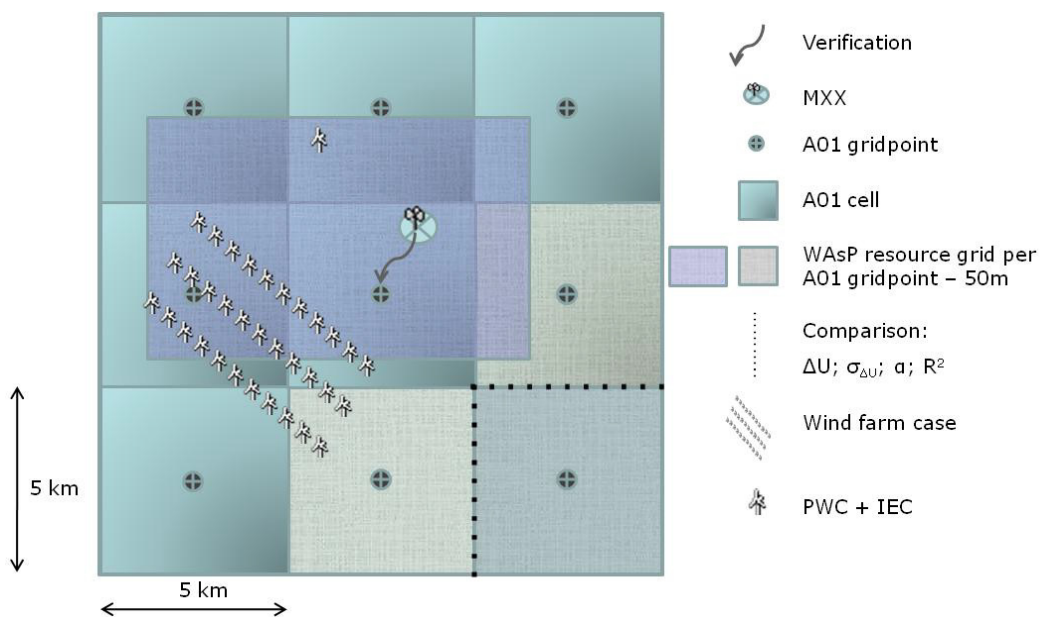 Verification
MXX
A01 gridpoint
A01 cell
WAsP resource grid per
A01 gridpoint – 50m
Comparison:
ΔU; σΔU; α; R²
Wind farm case
PWC + IEC
5 km
5 km